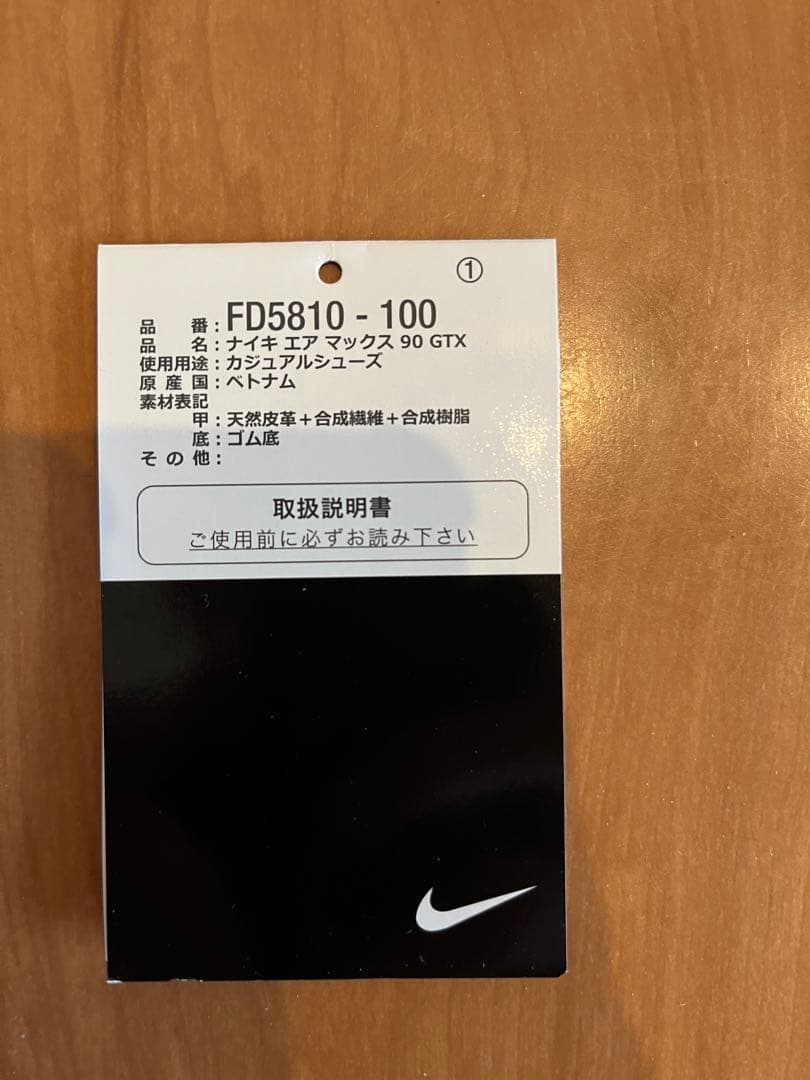 ①
品番：FD5810 - 100
品名：ナイキ エア マックス 90 GTX
使用用途：カジュアルシューズ
原産国：ベトナム
素材表記
甲：天然皮革＋合成繊維＋合成樹脂
底：ゴム底
その他：
取扱説明書
ご使用前に必ずお読み下さい